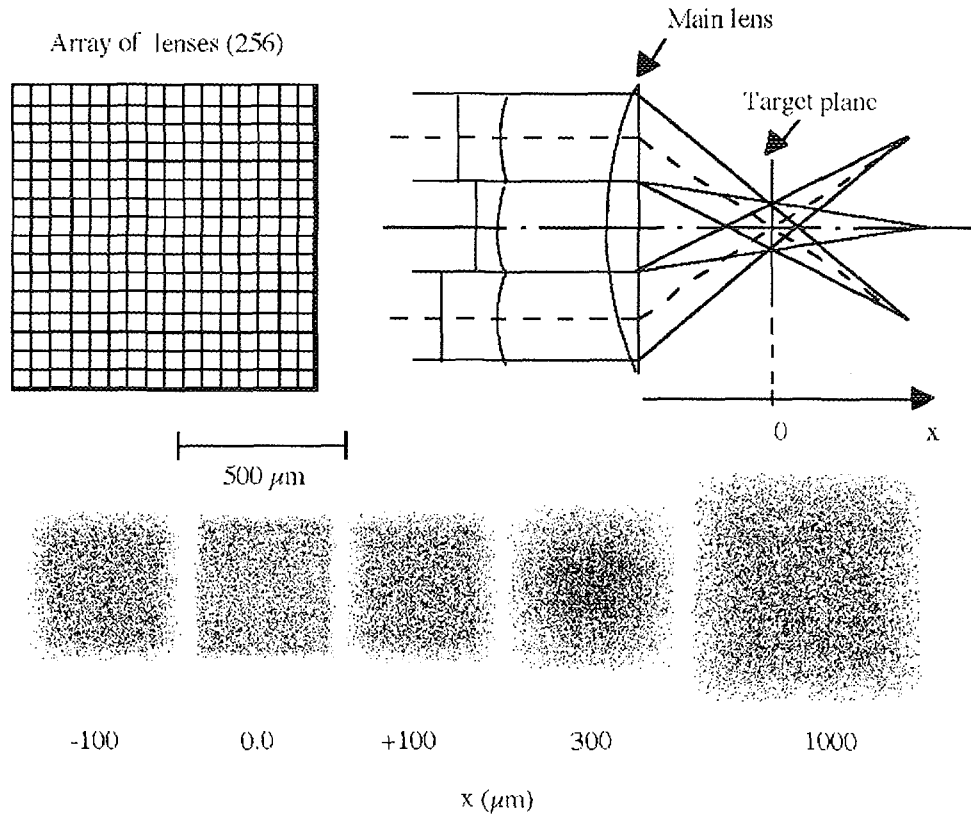 Main lens
Array of lenses (256)
Target plane
0
x
500 μm
-100 0.0 +100 300 1000
x (μm)